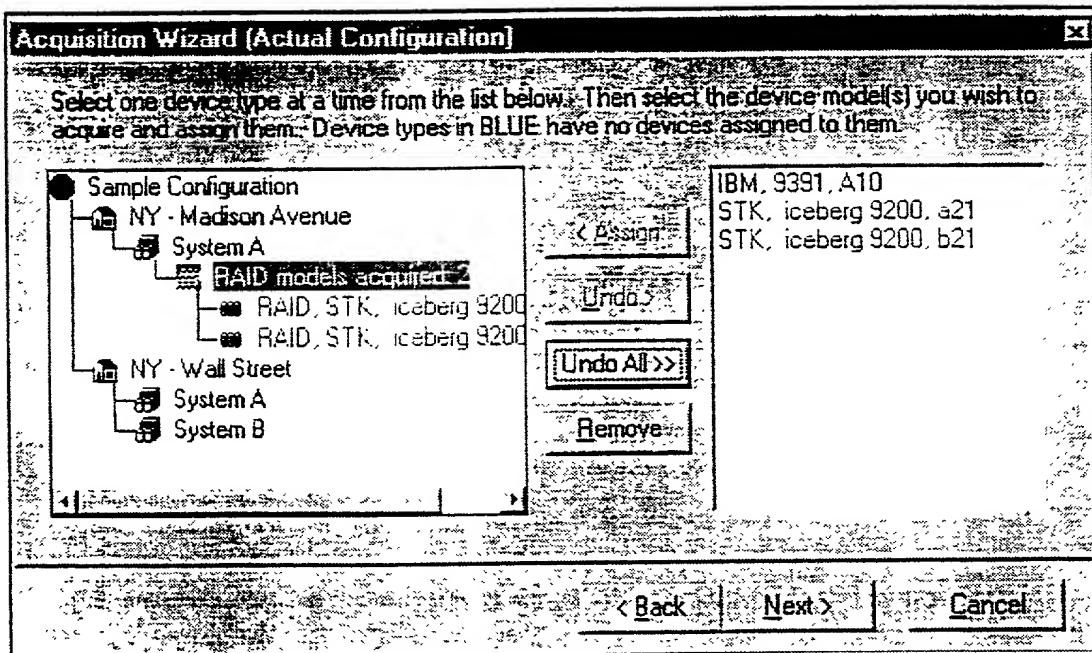 Acquisition Wizard (Actual Configuration)
Select one device type at a time from the list below. Then select the device model(s) you wish to
acquire and assign them. Device types in BLUE have no devices assigned to them.
Sample Configuration
NY - Madison Avenue
System A
RAID models acquired: 2
RAID, STK, iceberg 9200
RAID, STK, iceberg 9200
NY - Wall Street
System A
System B
< Assign
Undo >
Undo All >>
Remove
IBM, 9391, A10
STK, iceberg 9200, a21
STK, iceberg 9200, b21
< Back
Next >
Cancel